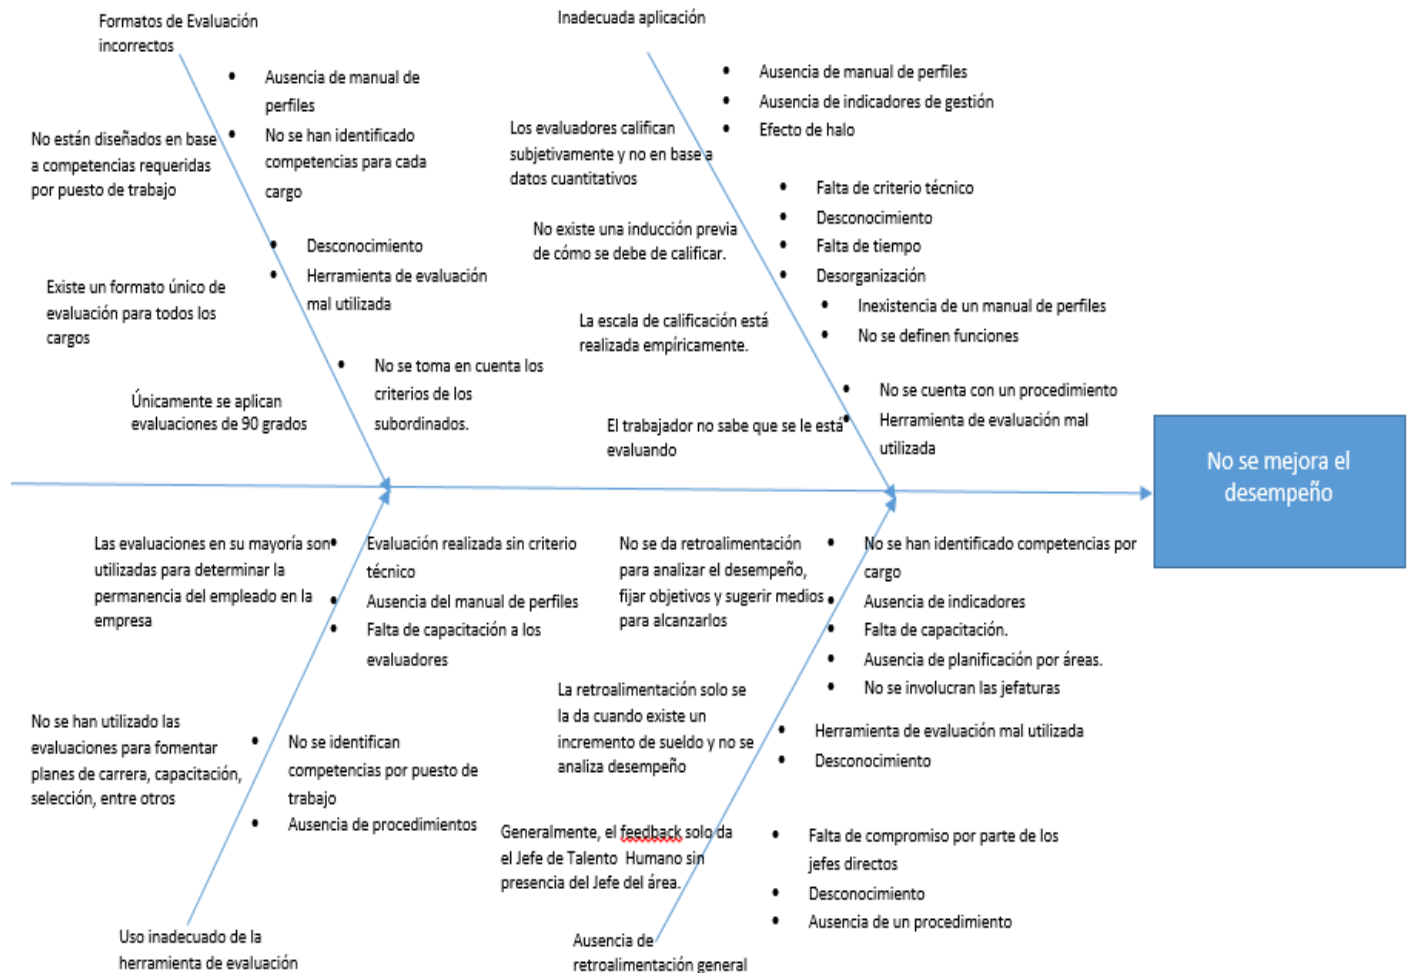 Formatos de Evaluación
incorrectos
• Ausencia de manual de
perfiles
• No se han identificado
competencias para cada
cargo
No están diseñados en base
a competencias requeridas
por puesto de trabajo
• Desconocimiento
• Herramienta de evaluación
mal utilizada
Existe un formato único de
evaluación para todos los
cargos
• No se toma en cuenta los
criterios de los
subordinados.
Únicamente se aplican
evaluaciones de 90 grados
Inadecuada aplicación
• Ausencia de manual de perfiles
• Ausencia de indicadores de gestión
• Efecto de halo
Los evaluadores califican
subjetivamente y no en base a
datos cuantitativos
• Falta de criterio técnico
• Desconocimiento
• Falta de tiempo
• Desorganización
No existe una inducción previa
de cómo se debe de calificar.
• Inexistencia de un manual de perfiles
• No se definen funciones
La escala de calificación está
realizada empíricamente.
• No se cuenta con un procedimiento
• Herramienta de evaluación mal
utilizada
El trabajador no sabe que se le está
evaluando
No se mejora el
desempeño
Las evaluaciones en su mayoría son
utilizadas para determinar la
permanencia del empleado en la
empresa
• Evaluación realizada sin criterio
técnico
• Ausencia del manual de perfiles
• Falta de capacitación a los
evaluadores
No se han utilizado las
evaluaciones para fomentar
planes de carrera, capacitación,
selección, entre otros
• No se identifican
competencias por puesto de
trabajo
• Ausencia de procedimientos
Uso inadecuado de la
herramienta de evaluación
No se da retroalimentación
para analizar el desempeño,
fijar objetivos y sugerir medios
para alcanzarlos
• No se han identificado competencias por
cargo
• Ausencia de indicadores
• Falta de capacitación.
• Ausencia de planificación por áreas.
• No se involucran las jefaturas
La retroalimentación solo se
la da cuando existe un
incremento de sueldo y no se
analiza desempeño
• Herramienta de evaluación mal utilizada
• Desconocimiento
Generalmente, el feedback solo da
el Jefe de Talento Humano sin
presencia del Jefe del área.
• Falta de compromiso por parte de los
jefes directos
• Desconocimiento
• Ausencia de un procedimiento
Ausencia de
retroalimentación general